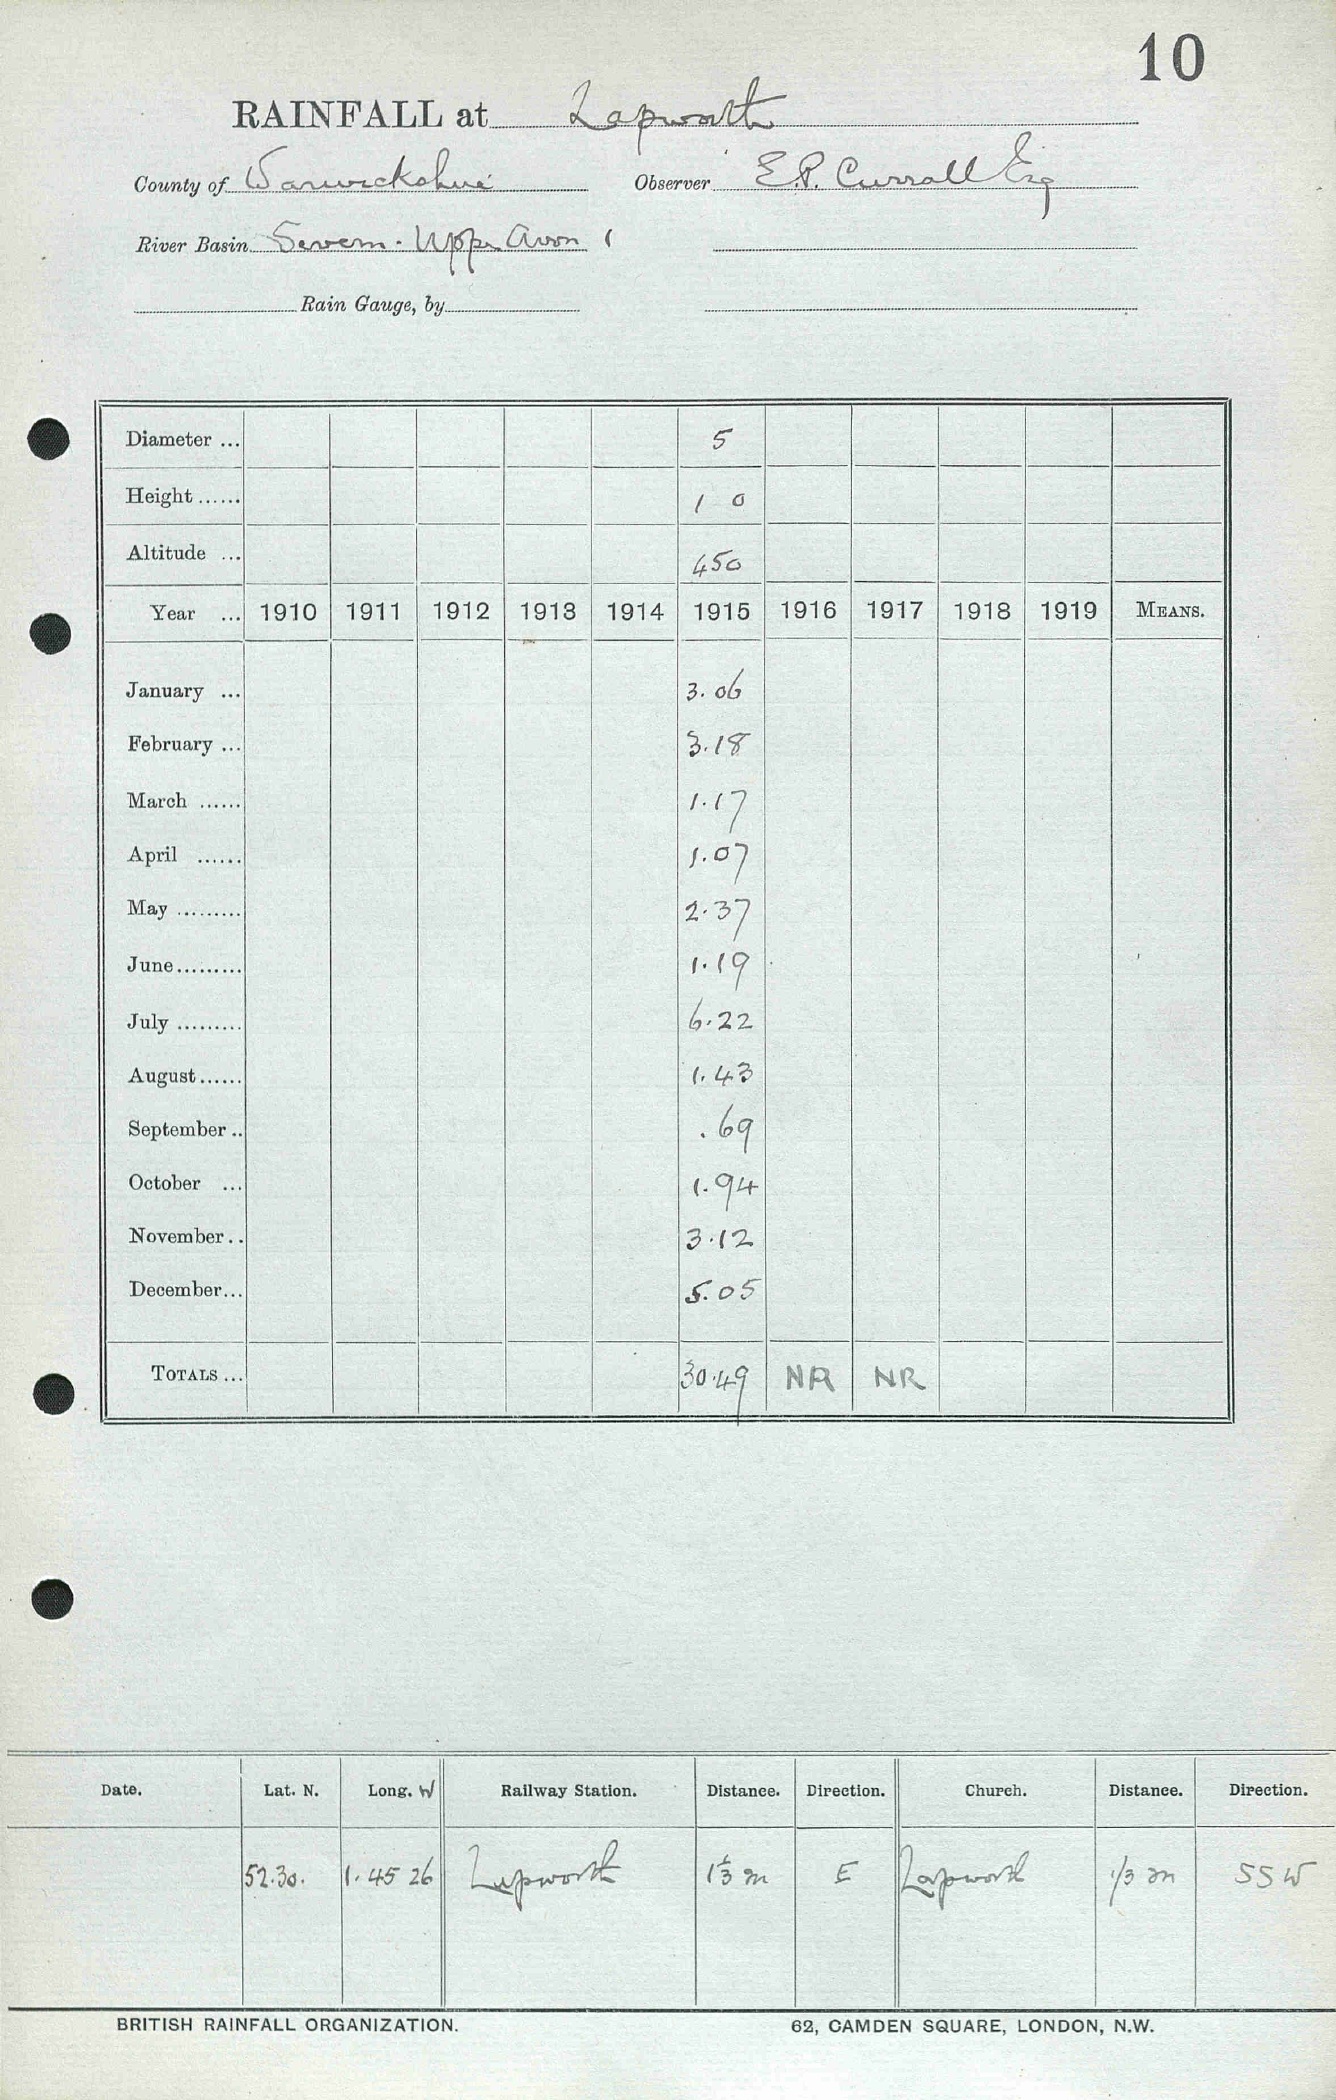 10
RAINFALL at Lapworth
County of Warwickshire Observer E.P. Currall Esq
River Basin Severn - Upper Avon 1
Rain Gauge, by
Diameter ... 5
Height ...... 1 0
Altitude ... 450
Year ... 1910 1911 1912 1913 1914 1915 1916 1917 1918 1919 MEANS.
January ... 3.06
February ... 3.18
March ...... 1.17
April ...... 1.07
May ......... 2.37
June ......... 1.19
July ......... 6.22
August ...... 1.43
September .. .69
October ... 1.94
November .. 3.12
December ... 5.05
TOTALS ... 30.49 NR NR
Date. Lat. N. Long. W Railway Station. Distance. Direction. Church. Distance. Direction.
52.30. 1.45 26 Lapworth 1⅓ m E Lapworth 1/3 m SSW
BRITISH RAINFALL ORGANIZATION. 62, CAMDEN SQUARE, LONDON, N.W.